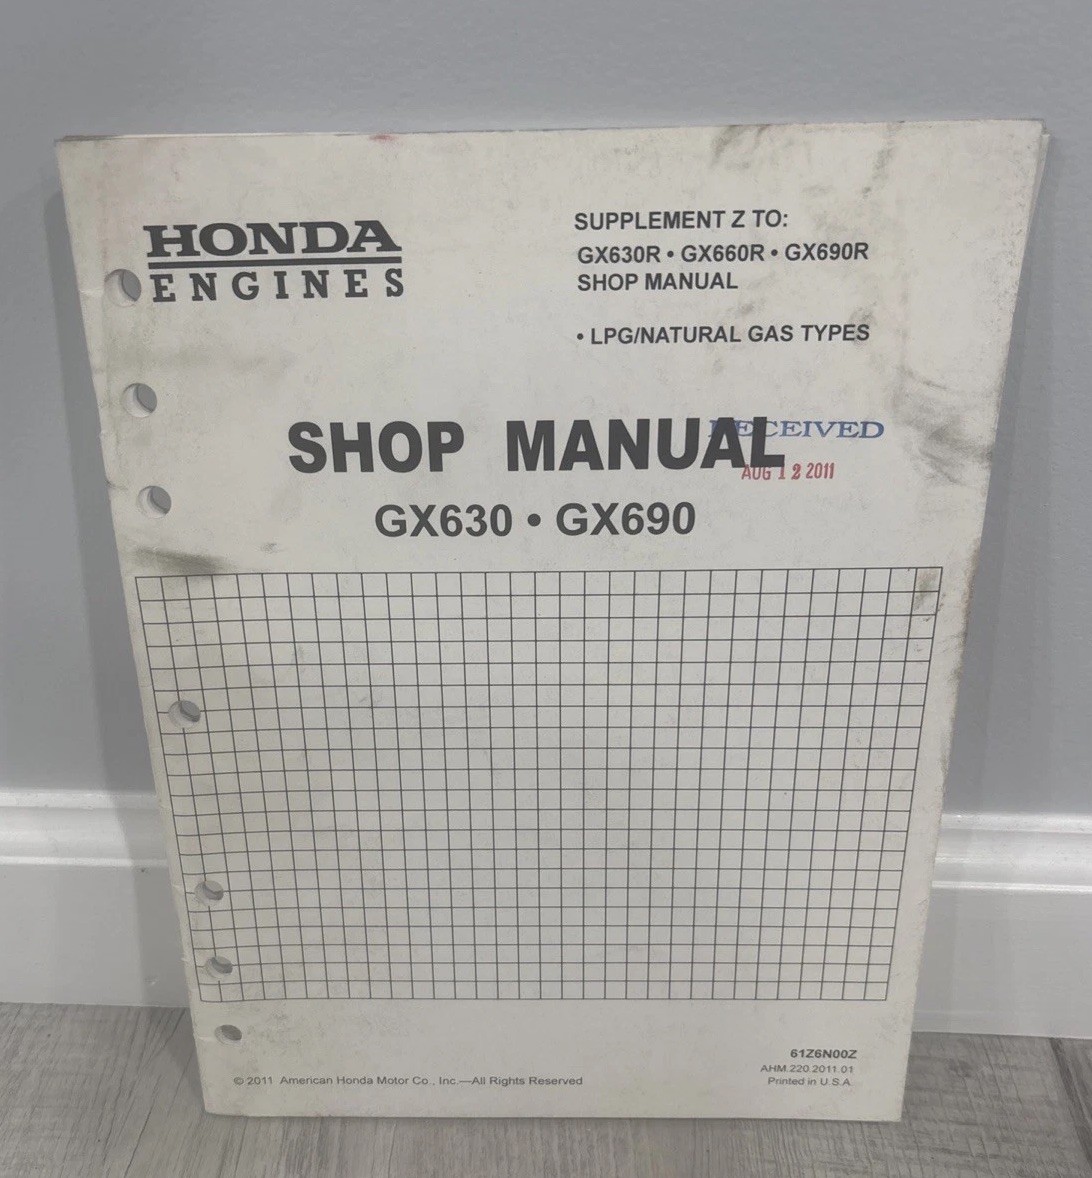 HONDA
ENGINES
SUPPLEMENT Z TO:
GX630R • GX660R • GX690R
SHOP MANUAL
• LPG/NATURAL GAS TYPES
SHOP MANUAL
RECEIVED
AUG 12 2011
GX630 • GX690
61Z6N00Z
AHM.220.2011.01
Printed in U.S.A.
© 2011 American Honda Motor Co., Inc.—All Rights Reserved